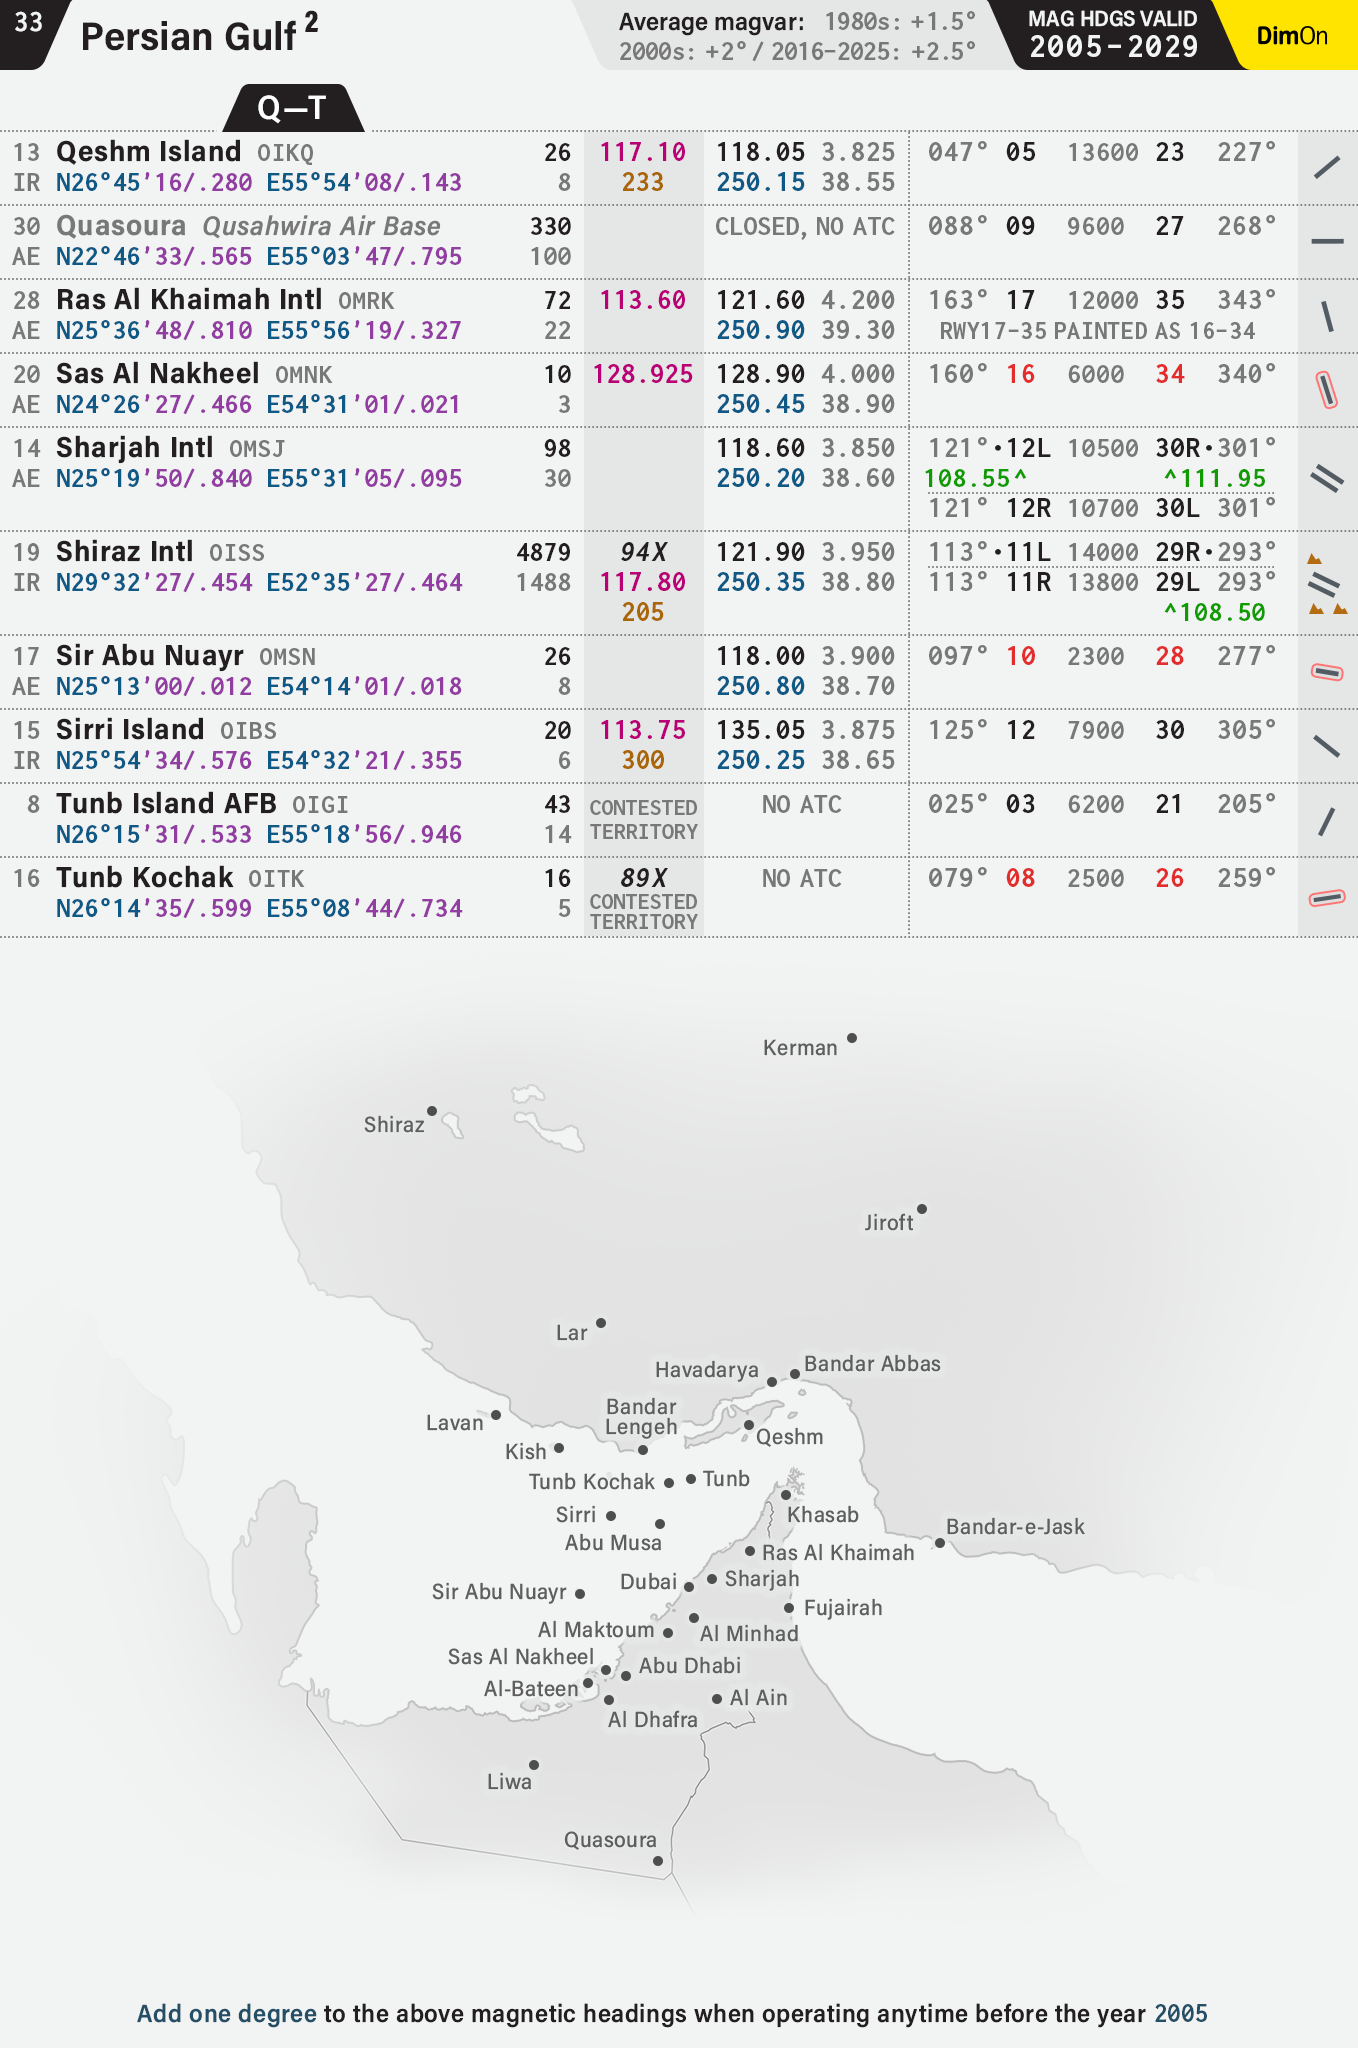 33
Persian Gulf 2
Average magvar: 1980s: +1.5°
2000s: +2° / 2016-2025: +2.5°
MAG HDGS VALID
2005-2029
DimOn
Q—T
13 Qeshm Island OIKQ 26 117.10 118.05 3.825 047° 05 13600 23 227°
IR N26°45'16/.280 E55°54'08/.143 8 233 250.15 38.55
30 Quasoura Qusahwira Air Base 330 CLOSED, NO ATC 088° 09 9600 27 268°
AE N22°46'33/.565 E55°03'47/.795 100
28 Ras Al Khaimah Intl OMRK 72 113.60 121.60 4.200 163° 17 12000 35 343°
AE N25°36'48/.810 E55°56'19/.327 22 250.90 39.30 RWY17-35 PAINTED AS 16-34
20 Sas Al Nakheel OMNK 10 128.925 128.90 4.000 160° 16 6000 34 340°
AE N24°26'27/.466 E54°31'01/.021 3 250.45 38.90
14 Sharjah Intl OMSJ 98 118.60 3.850 121°·12L 10500 30R·301°
AE N25°19'50/.840 E55°31'05/.095 30 250.20 38.60 108.55^ ^111.95
121° 12R 10700 30L 301°
19 Shiraz Intl OISS 4879 94X 121.90 3.950 113°·11L 14000 29R·293°
IR N29°32'27/.454 E52°35'27/.464 1488 117.80 250.35 38.80 113° 11R 13800 29L 293°
205 ^108.50
17 Sir Abu Nuayr OMSN 26 118.00 3.900 097° 10 2300 28 277°
AE N25°13'00/.012 E54°14'01/.018 8 250.80 38.70
15 Sirri Island OIBS 20 113.75 135.05 3.875 125° 12 7900 30 305°
IR N25°54'34/.576 E54°32'21/.355 6 300 250.25 38.65
8 Tunb Island AFB OIGI 43 CONTESTED NO ATC 025° 03 6200 21 205°
N26°15'31/.533 E55°18'56/.946 14 TERRITORY
16 Tunb Kochak OITK 16 89X NO ATC 079° 08 2500 26 259°
N26°14'35/.599 E55°08'44/.734 5 CONTESTED
TERRITORY
Kerman
Shiraz
Jiroft
Lar
Havadarya
Bandar Abbas
Bandar
Lengeh
Lavan
Qeshm
Kish
Tunb Kochak
Tunb
Sirri
Khasab
Abu Musa
Bandar-e-Jask
Ras Al Khaimah
Dubai
Sharjah
Sir Abu Nuayr
Fujairah
Al Maktoum
Al Minhad
Sas Al Nakheel
Abu Dhabi
Al-Bateen
Al Ain
Al Dhafra
Liwa
Quasoura
Add one degree to the above magnetic headings when operating anytime before the year 2005